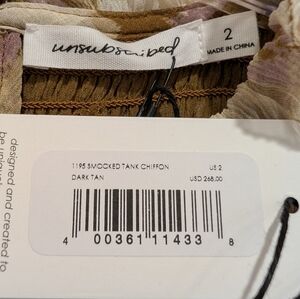 unsubscribed
2
MADE IN CHINA
1195 SMOCKED TANK CHIFFON US 2
DARK TAN USD 268.00
4 00361 11433 8
designed and created to